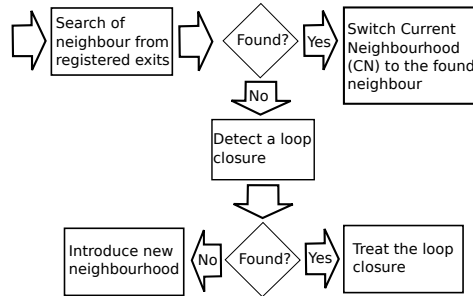 Search of
neighbour from
registered exits
Found?
Yes
Switch Current
Neighbourhood
(CN) to the found
neighbour
No
Detect a loop
closure
Introduce new
neighbourhood
No
Found?
Yes
Treat the loop
closure